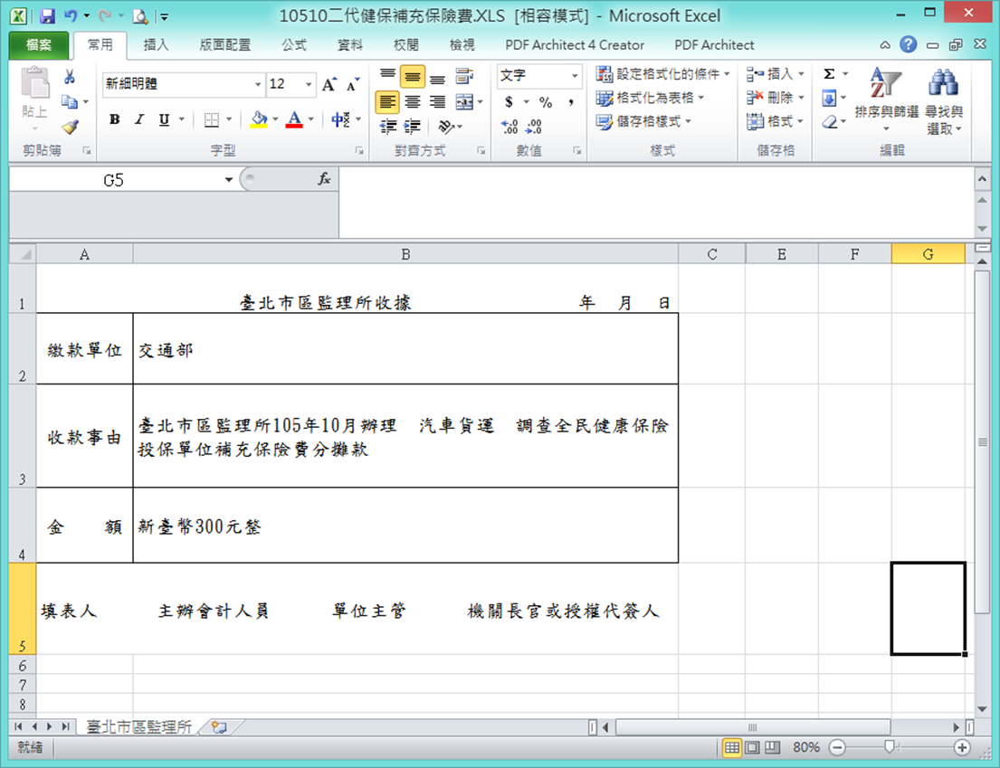 10510二代健保補充保險費.XLS [相容模式] - Microsoft Excel
檔案 常用 插入 版面配置 公式 資料 校閱 檢視 PDF Architect 4 Creator PDF Architect
新細明體 12 文字 設定格式化的條件 插入 Σ
貼上 $ % , 格式化為表格 刪除 排序與篩選 尋找與
B I U A 中 儲存格樣式 格式 選取
剪貼簿 字型 對齊方式 數值 樣式 儲存格 編輯
G5 fx
A B C E F G
1 臺北市區監理所收據 年 月 日
2 繳款單位 交通部
3 收款事由 臺北市區監理所105年10月辦理 汽車貨運 調查全民健康保險
投保單位補充保險費分攤款
4 金 額 新臺幣300元整
5 填表人 主辦會計人員 單位主管 機關長官或授權代簽人
6
7
8
臺北市區監理所
就緒 80%